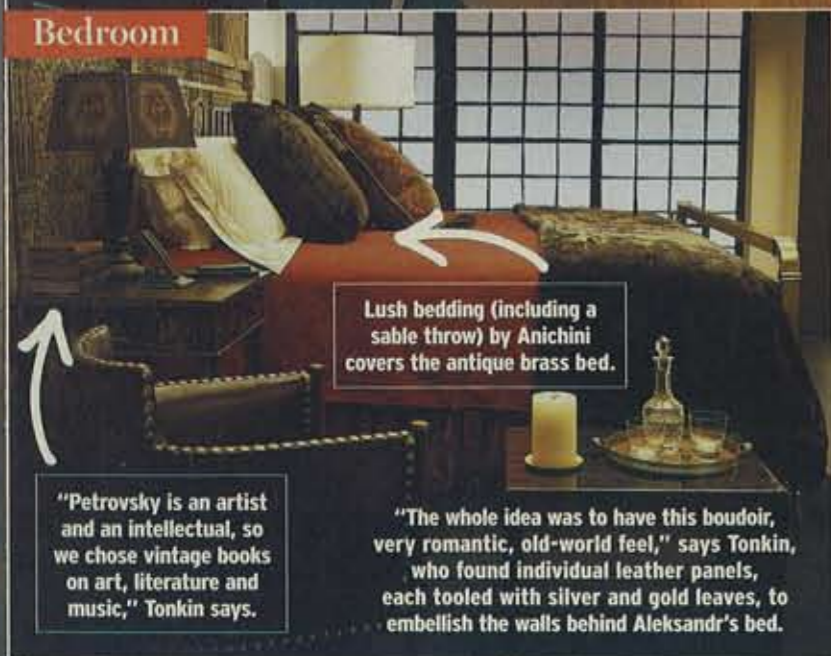 Bedroom
Lush bedding (including a
sable throw) by Anichini
covers the antique brass bed.
"Petrovsky is an artist
and an intellectual, so
we chose vintage books
on art, literature and
music," Tonkin says.
"The whole idea was to have this boudoir,
very romantic, old-world feel," says Tonkin,
who found individual leather panels,
each tooled with silver and gold leaves, to
embellish the walls behind Aleksandr's bed.